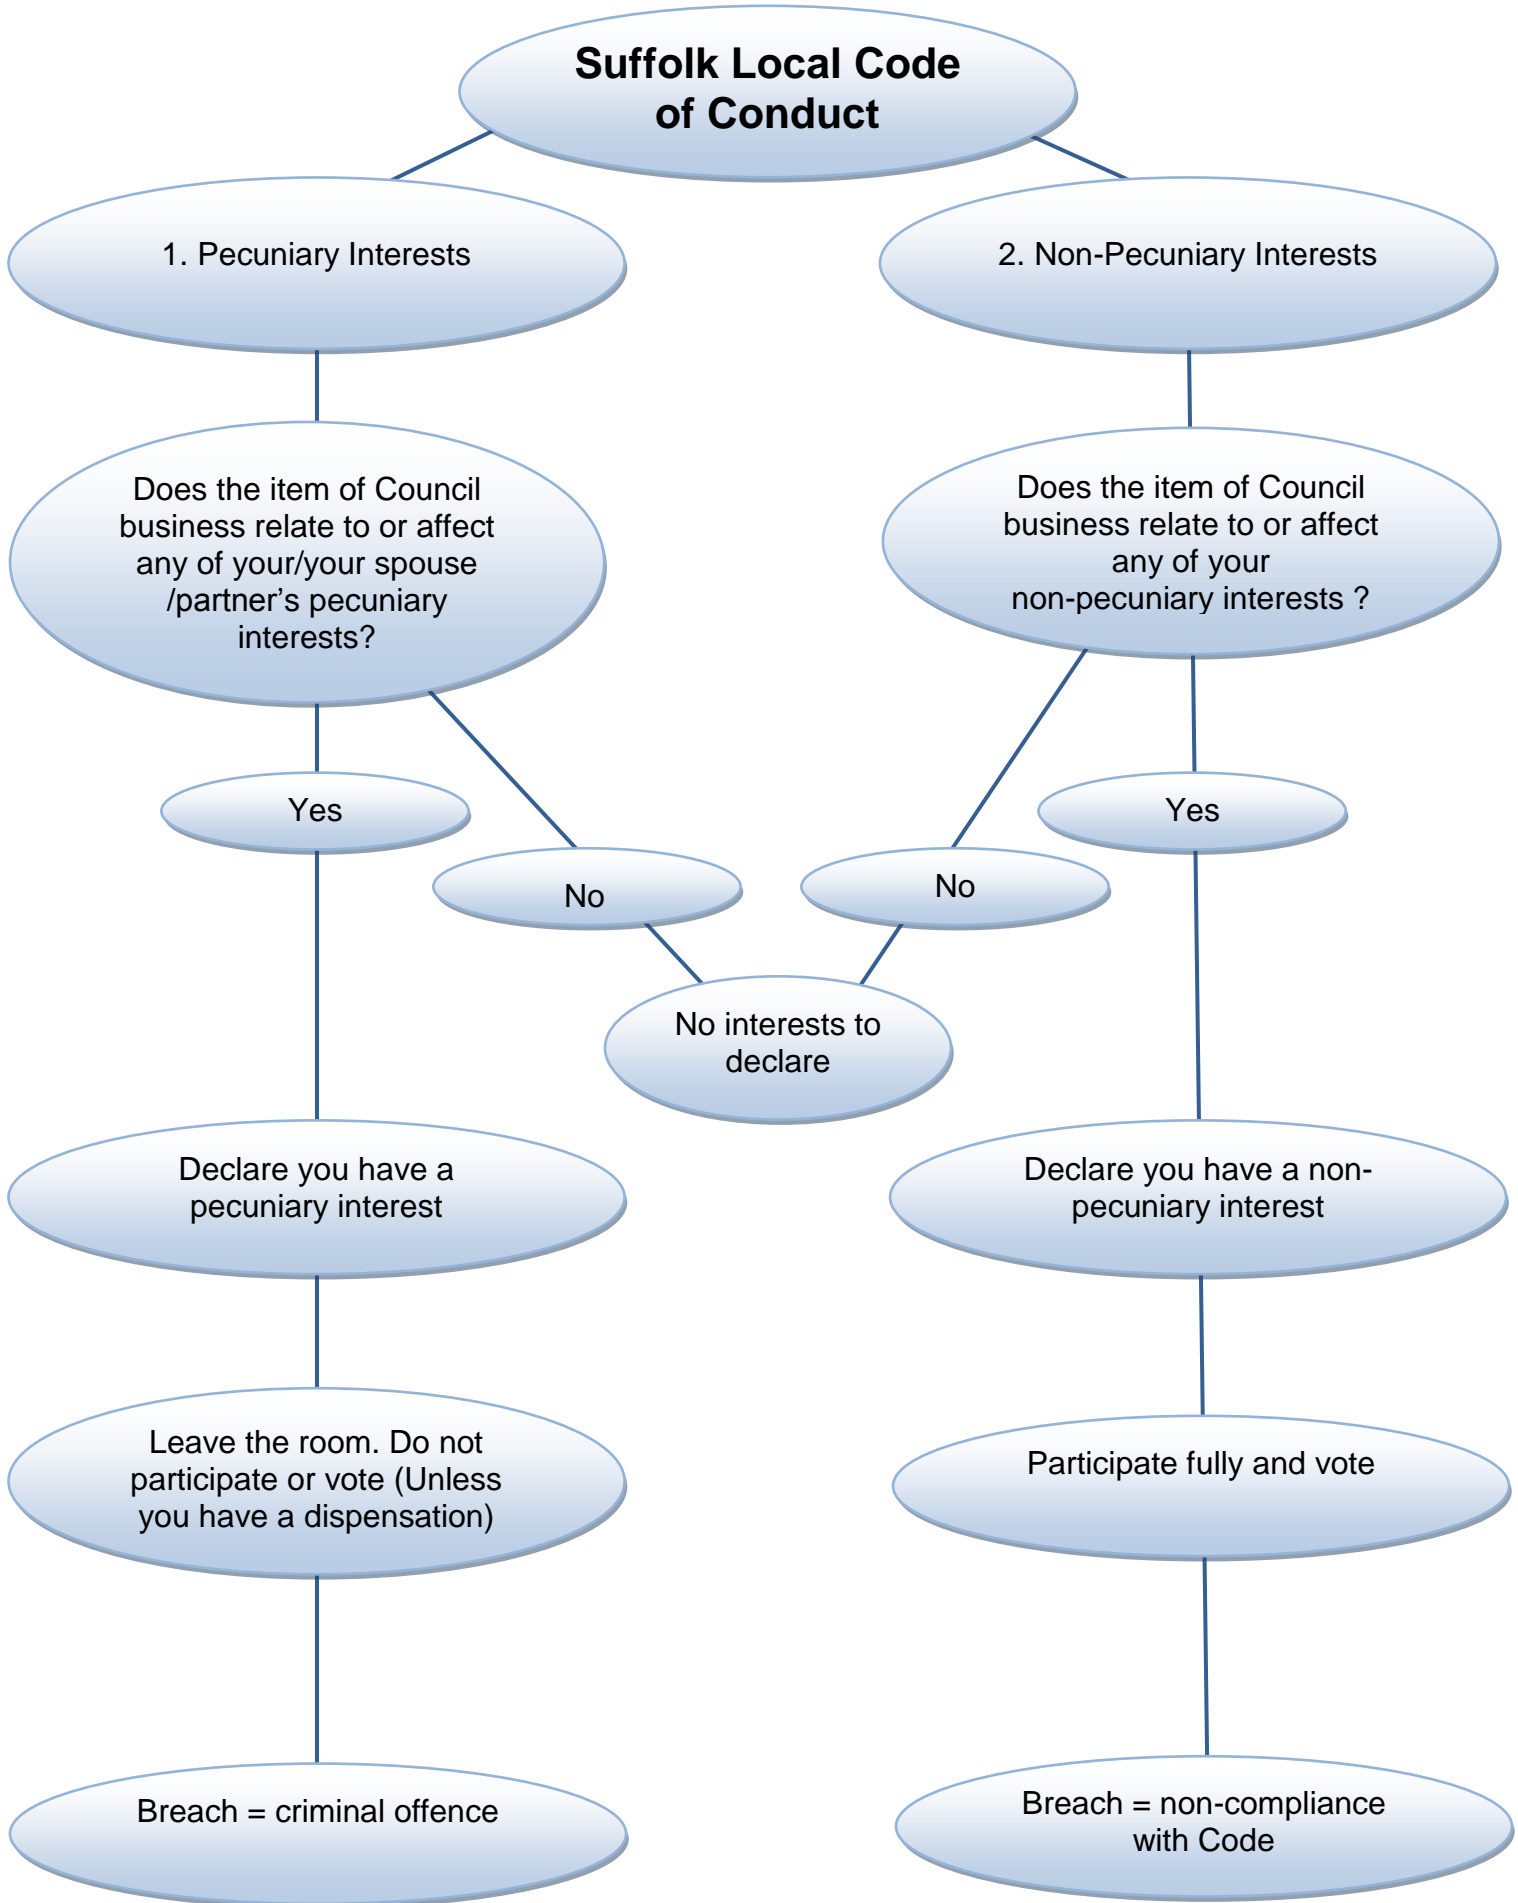 Suffolk Local Code
of Conduct
1. Pecuniary Interests
2. Non-Pecuniary Interests
Does the item of Council
business relate to or affect
any of your/your spouse
/partner’s pecuniary
interests?
Does the item of Council
business relate to or affect
any of your
non-pecuniary interests ?
Yes
Yes
No
No
No interests to
declare
Declare you have a
pecuniary interest
Declare you have a non-
pecuniary interest
Leave the room. Do not
participate or vote (Unless
you have a dispensation)
Participate fully and vote
Breach = criminal offence
Breach = non-compliance
with Code